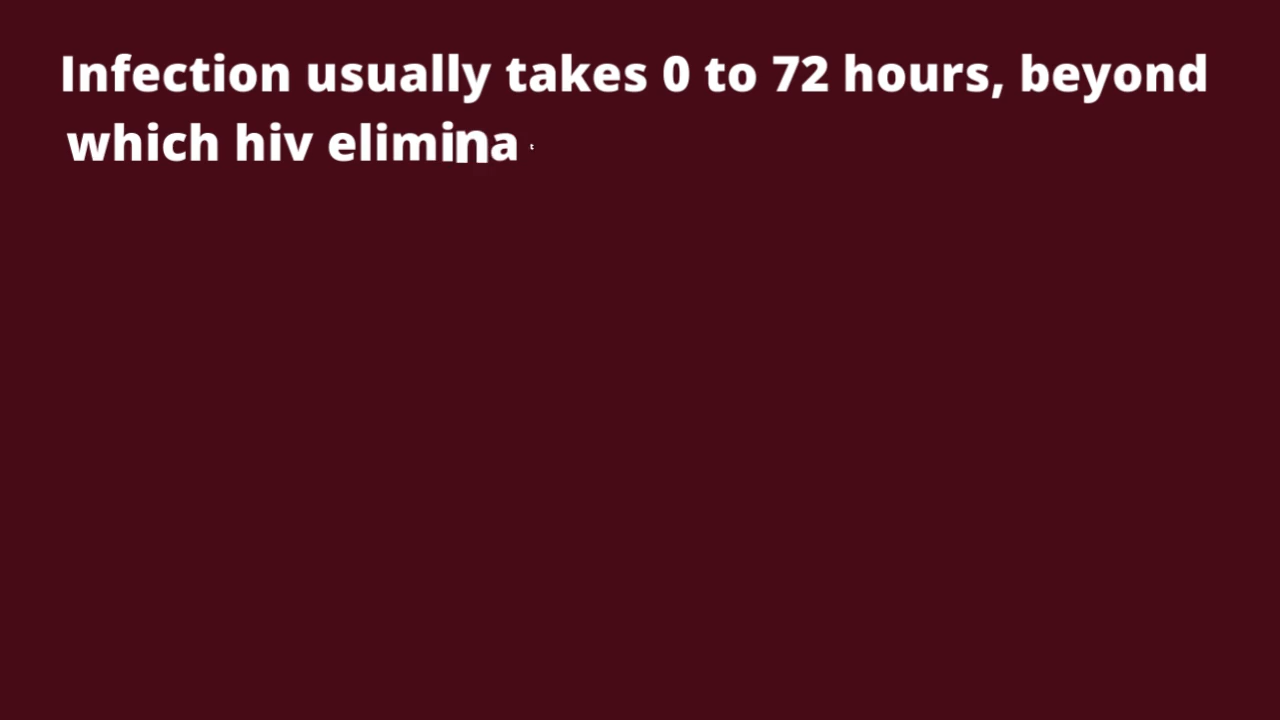 Infection usually takes 0 to 72 hours, beyond
which hiv elimina t